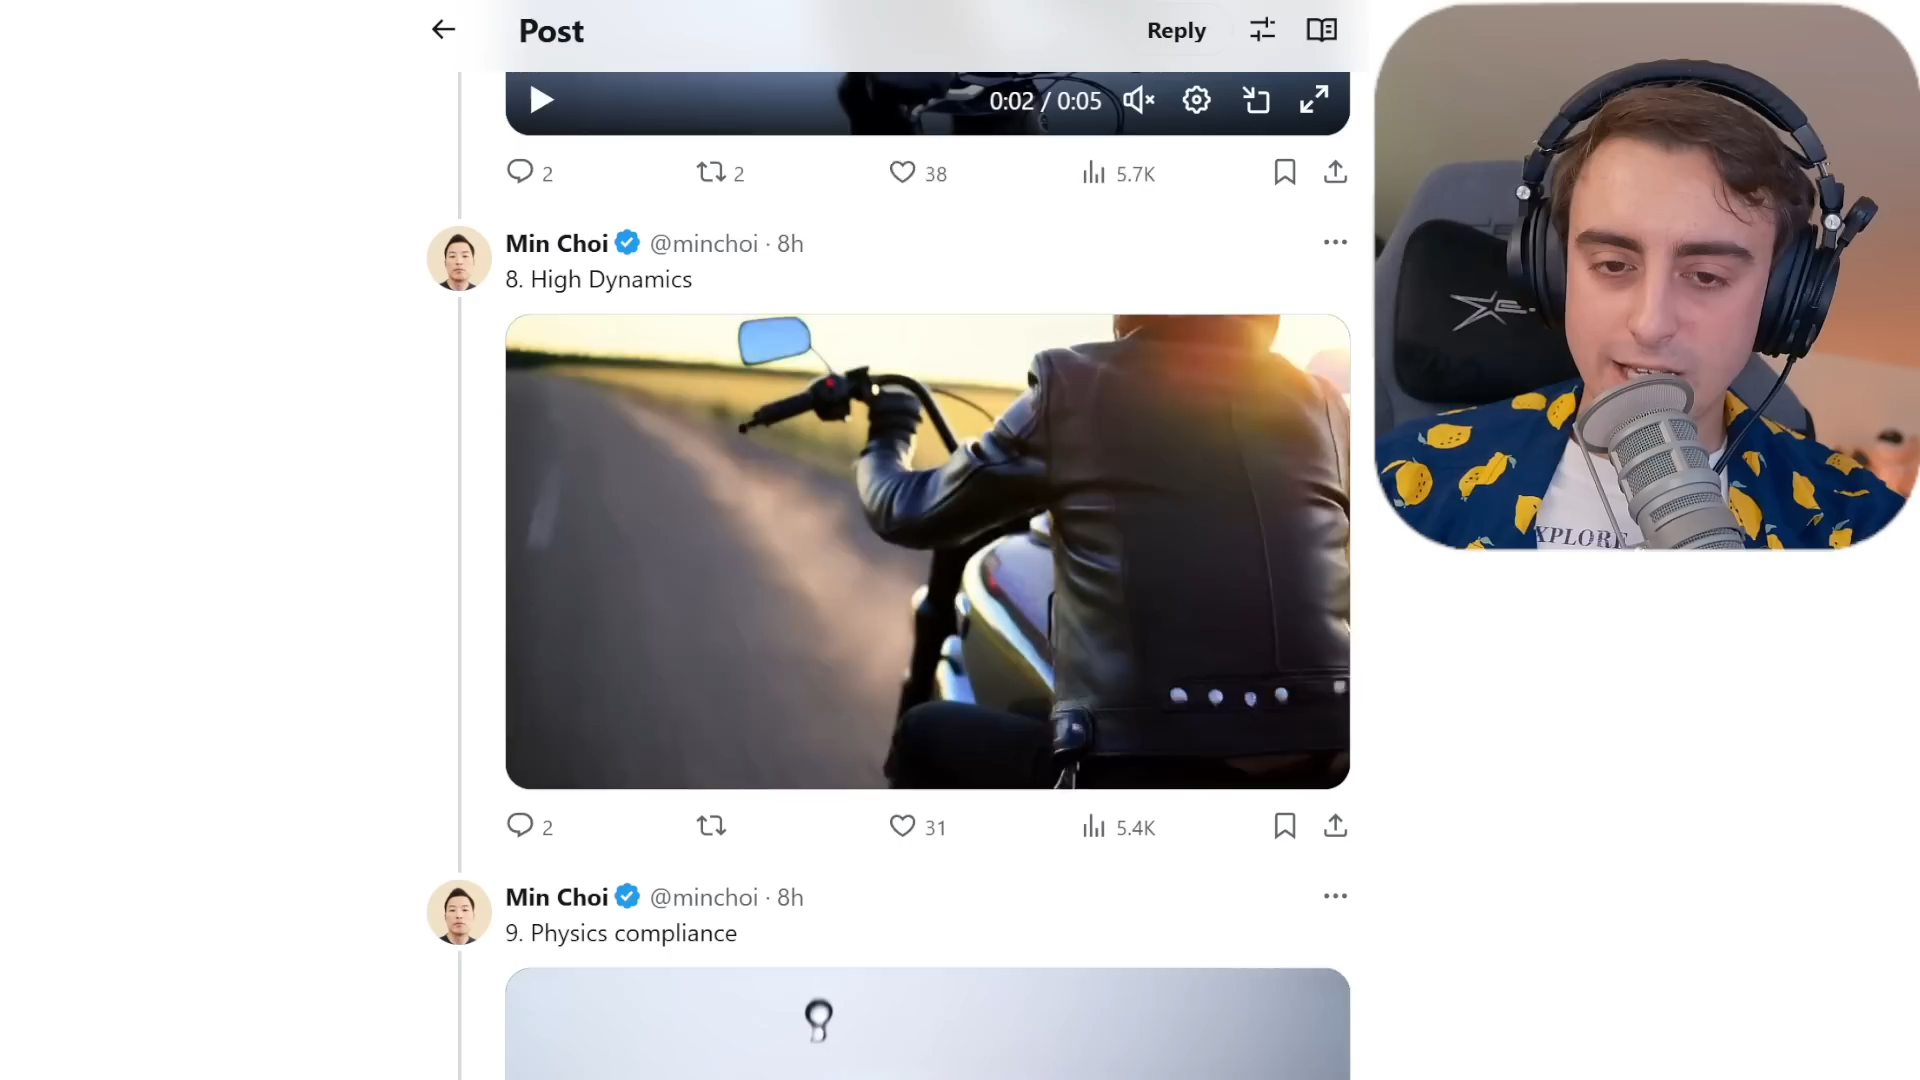 Post
Reply
0:02 / 0:05
2
2
38
5.7K
Min Choi @minchoi · 8h
8. High Dynamics
2
31
5.4K
Min Choi @minchoi · 8h
9. Physics compliance
XPLORE